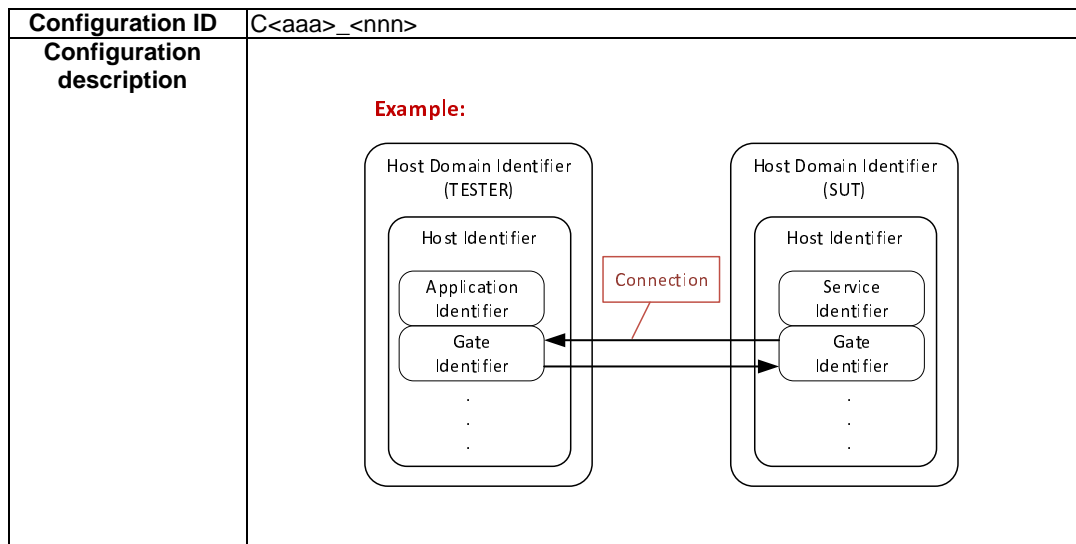 Configuration ID
C<aaa>_<nnn>
Configuration
description
Example:
Host Domain Identifier
(TESTER)
Host Identifier
Application
Identifier
Gate
Identifier
.
.
.
Connection
Host Domain Identifier
(SUT)
Host Identifier
Service
Identifier
Gate
Identifier
.
.
.